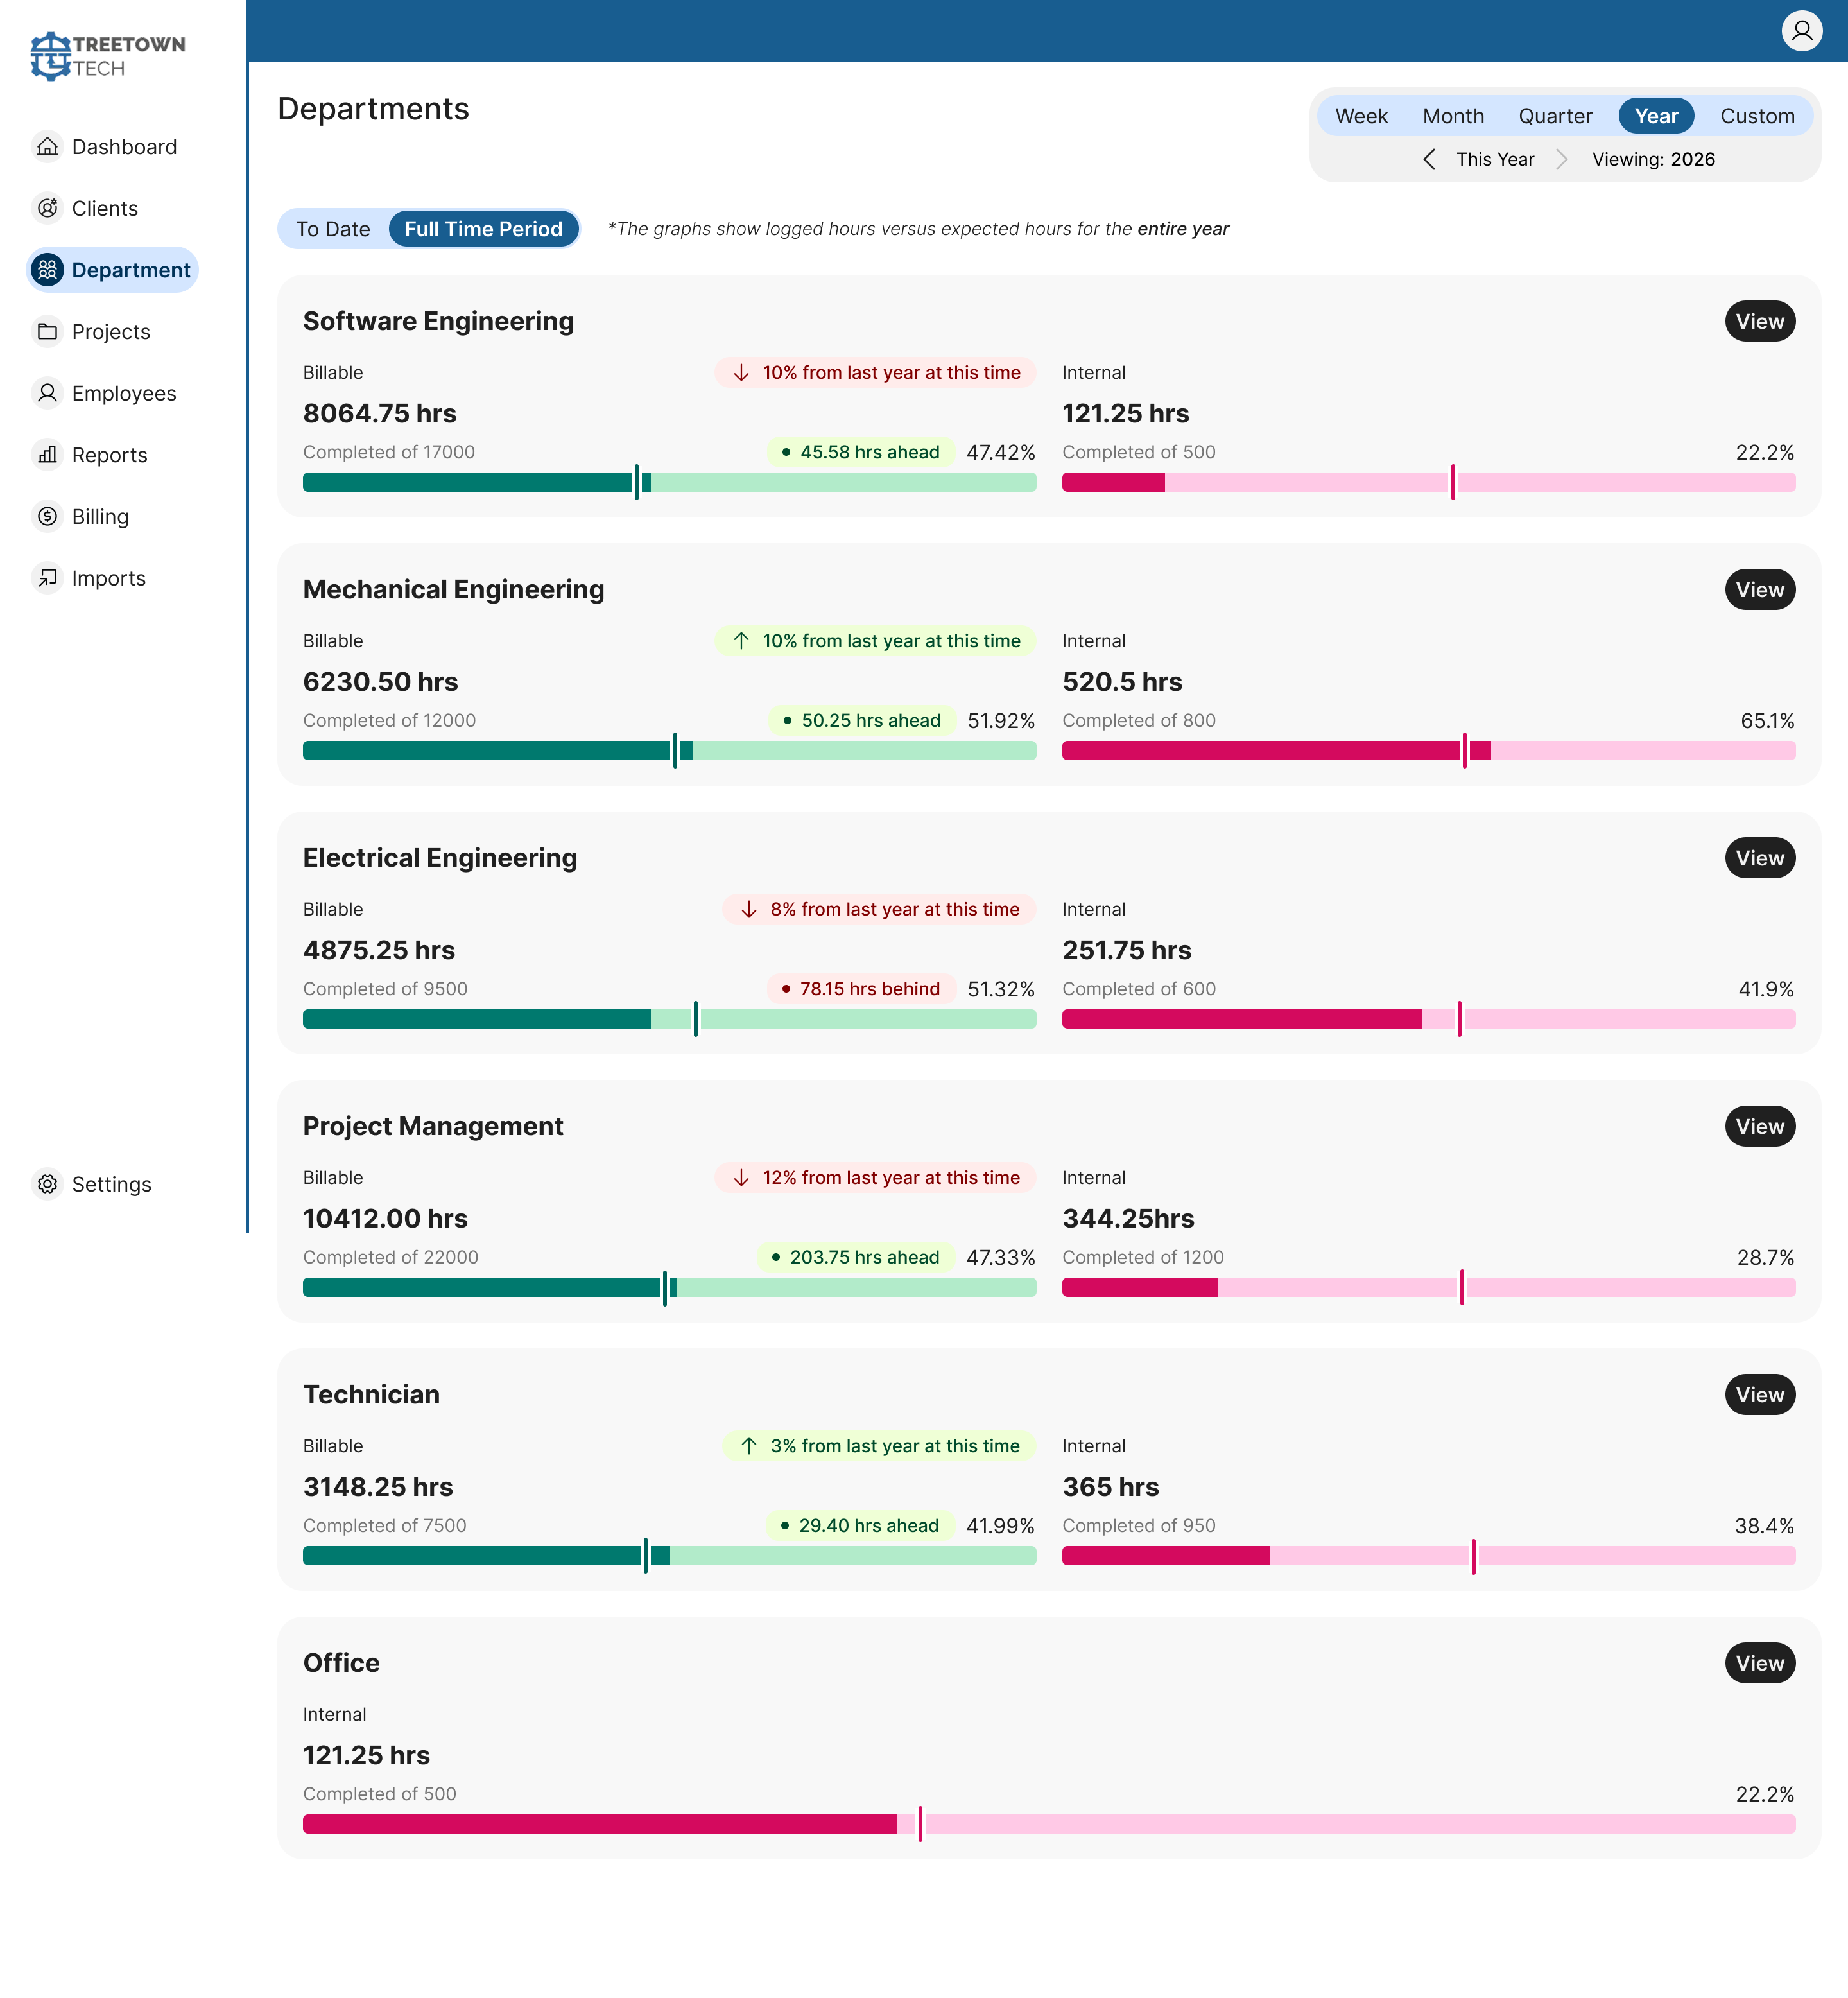 TREETOWN
TECH
Dashboard
Clients
Department
Projects
Employees
Reports
Billing
Imports
Settings
Departments
Week Month Quarter Year Custom
This Year Viewing: 2026
To Date Full Time Period *The graphs show logged hours versus expected hours for the entire year
Software Engineering View
Billable 10% from last year at this time Internal
8064.75 hrs 121.25 hrs
Completed of 17000 45.58 hrs ahead 47.42% Completed of 500 22.2%
Mechanical Engineering View
Billable 10% from last year at this time Internal
6230.50 hrs 520.5 hrs
Completed of 12000 50.25 hrs ahead 51.92% Completed of 800 65.1%
Electrical Engineering View
Billable 8% from last year at this time Internal
4875.25 hrs 251.75 hrs
Completed of 9500 78.15 hrs behind 51.32% Completed of 600 41.9%
Project Management View
Billable 12% from last year at this time Internal
10412.00 hrs 344.25hrs
Completed of 22000 203.75 hrs ahead 47.33% Completed of 1200 28.7%
Technician View
Billable 3% from last year at this time Internal
3148.25 hrs 365 hrs
Completed of 7500 29.40 hrs ahead 41.99% Completed of 950 38.4%
Office View
Internal
121.25 hrs
Completed of 500 22.2%